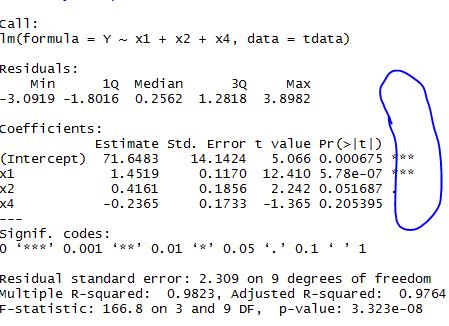 Call:
lm(formula = Y ~ x1 + x2 + x4, data = tdata)
Residuals:
Min 1Q Median 3Q Max
-3.0919 -1.8016 0.2562 1.2818 3.8982
Coefficients:
Estimate Std. Error t value Pr(>|t|)
(Intercept) 71.6483 14.1424 5.066 0.000675 ***
x1 1.4519 0.1170 12.410 5.78e-07 ***
x2 0.4161 0.1856 2.242 0.051687 .
x4 -0.2365 0.1733 -1.365 0.205395
---
Signif. codes:
0 ‘***’ 0.001 ‘**’ 0.01 ‘*’ 0.05 ‘.’ 0.1 ‘ ’ 1
Residual standard error: 2.309 on 9 degrees of freedom
Multiple R-squared: 0.9823, Adjusted R-squared: 0.9764
F-statistic: 166.8 on 3 and 9 DF, p-value: 3.323e-08